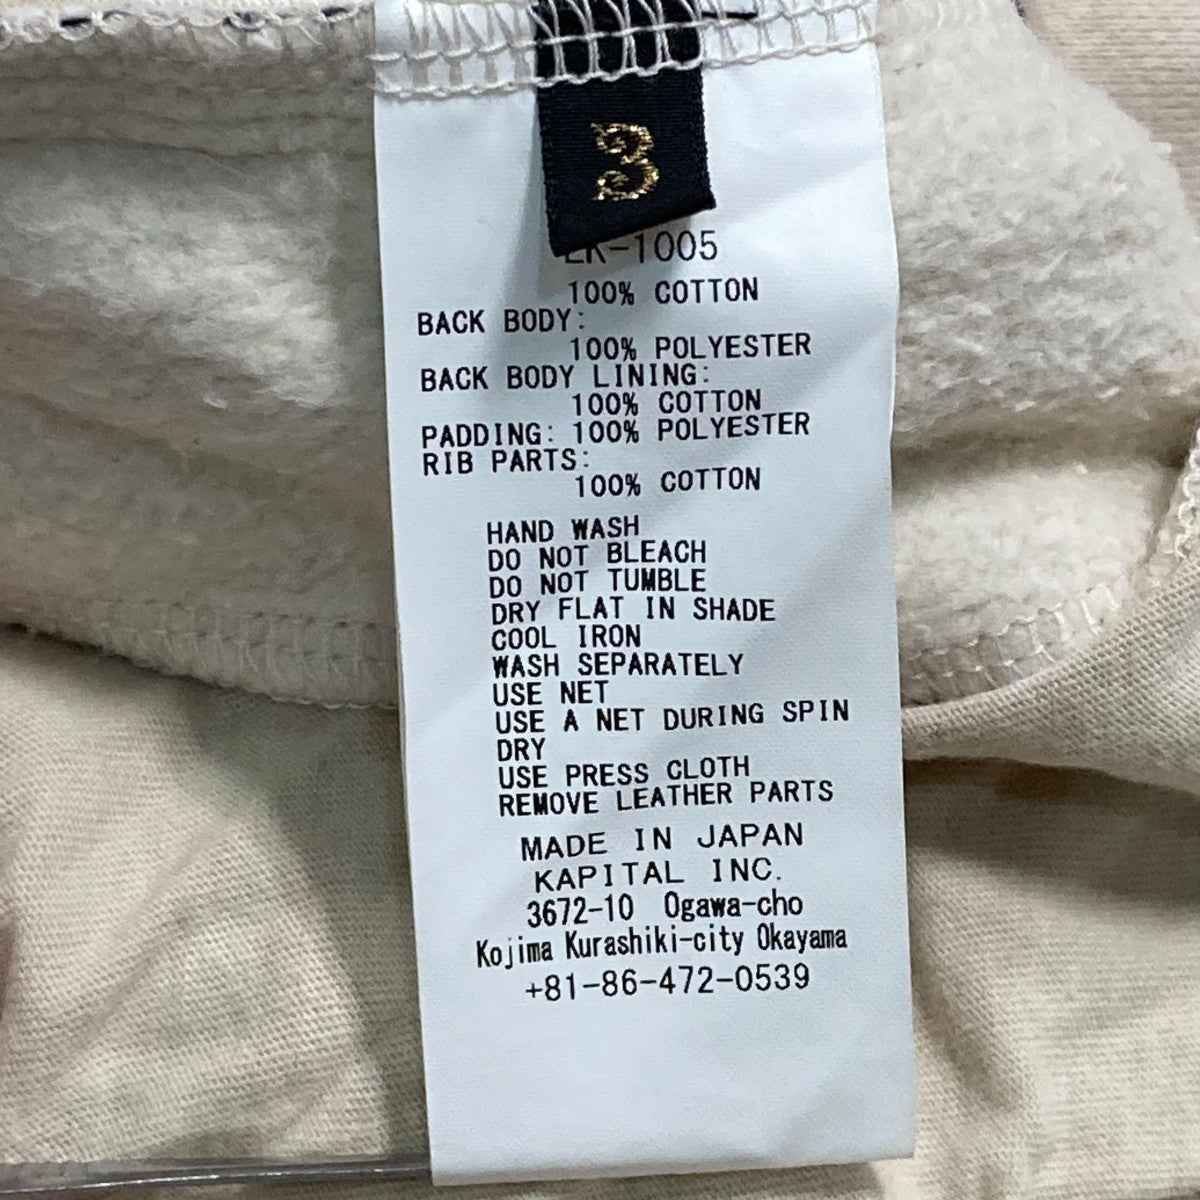 3
EK-1005
100% COTTON
BACK BODY:
100% POLYESTER
BACK BODY LINING:
100% COTTON
PADDING: 100% POLYESTER
RIB PARTS:
100% COTTON
HAND WASH
DO NOT BLEACH
DO NOT TUMBLE
DRY FLAT IN SHADE
COOL IRON
WASH SEPARATELY
USE NET
USE A NET DURING SPIN
DRY
USE PRESS CLOTH
REMOVE LEATHER PARTS
MADE IN JAPAN
KAPITAL INC.
3672-10 Ogawa-cho
Kojima Kurashiki-city Okayama
+81-86-472-0539